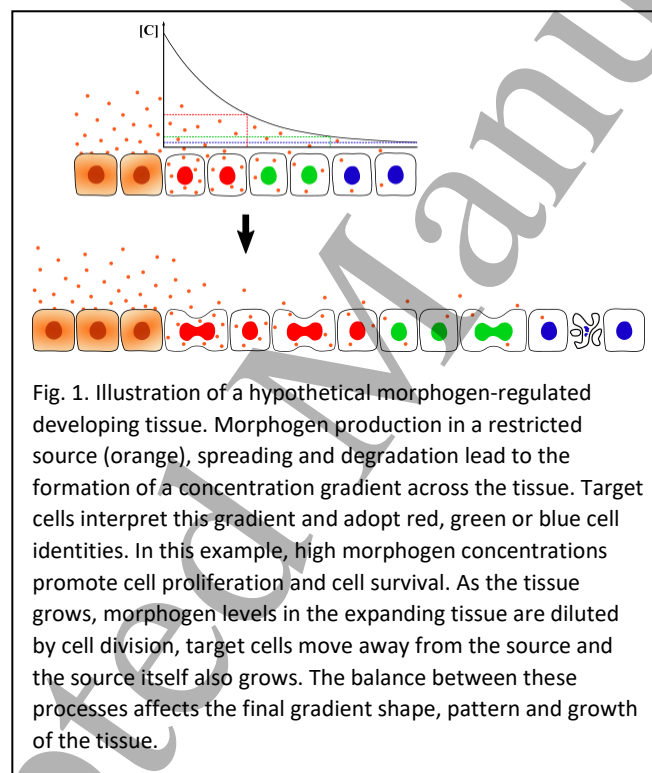 [C]
Fig. 1. Illustration of a hypothetical morphogen-regulated
developing tissue. Morphogen production in a restricted
source (orange), spreading and degradation lead to the
formation of a concentration gradient across the tissue. Target
cells interpret this gradient and adopt red, green or blue cell
identities. In this example, high morphogen concentrations
promote cell proliferation and cell survival. As the tissue
grows, morphogen levels in the expanding tissue are diluted
by cell division, target cells move away from the source and
the source itself also grows. The balance between these
processes affects the final gradient shape, pattern and growth
of the tissue.
pted Manu